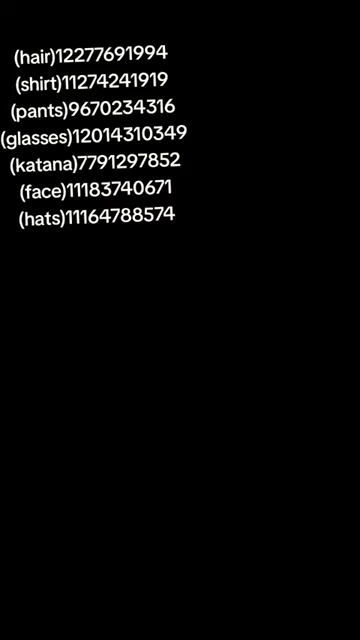 (hair)12277691994
(shirt)11274241919
(pants)9670234316
(glasses)12014310349
(katana)7791297852
(face)11183740671
(hats)11164788574